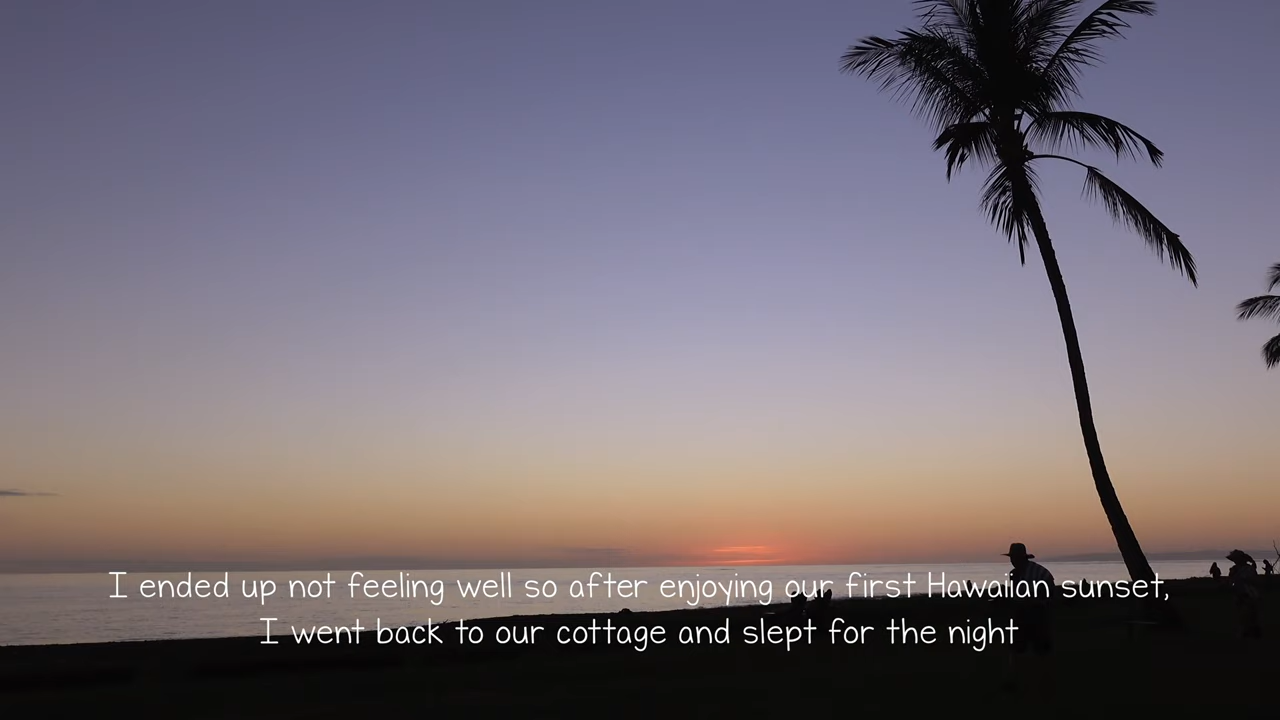 I ended up not feeling well so after enjoying our first Hawaiian sunset,
I went back to our cottage and slept for the night